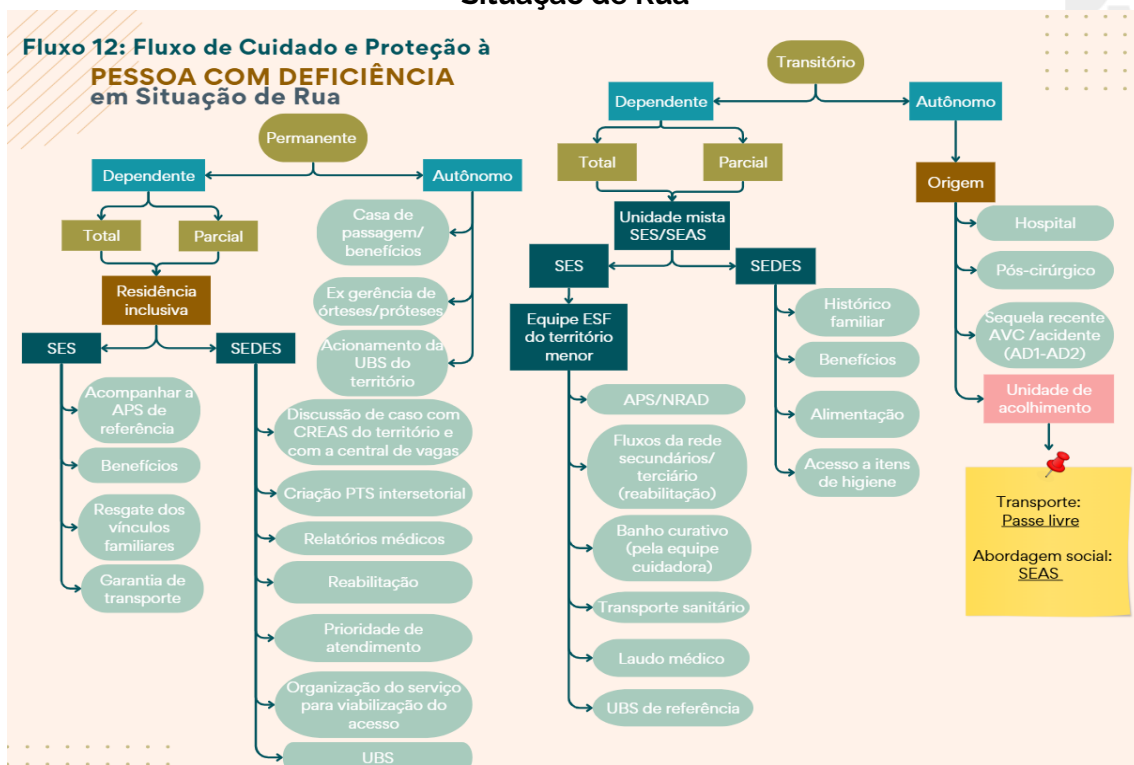 Situação de Rua
Fluxo 12: Fluxo de Cuidado e Proteção à
PESSOA COM DEFICIÊNCIA
em Situação de Rua
Permanente
Dependente
Autônomo
Total
Parcial
Residência
inclusiva
SES
SEDES
Acompanhar a
APS de
referência
Benefícios
Resgate dos
vínculos
familiares
Garantia de
transporte
Discussão de caso com
CREAS do território e
com a central de vagas
Criação PTS intersetorial
Relatórios médicos
Reabilitação
Prioridade de
atendimento
Organização do serviço
para viabilização do
acesso
UBS
Casa de
passagem/
benefícios
Ex gerência de
órteses/próteses
Acionamento da
UBS do
território
Transitório
Dependente
Autônomo
Total
Parcial
Unidade mista
SES/SEAS
SES
SEDES
Equipe ESF
do território
menor
APS/NRAD
Fluxos da rede
secundários/
terciário
(reabilitação)
Banho curativo
(pela equipe
cuidadora)
Transporte sanitário
Laudo médico
UBS de referência
Histórico
familiar
Benefícios
Alimentação
Acesso a itens
de higiene
Origem
Hospital
Pós-cirúrgico
Sequela recente
AVC /acidente
(AD1-AD2)
Unidade de
acolhimento
Transporte:
Passe livre
Abordagem social:
SEAS